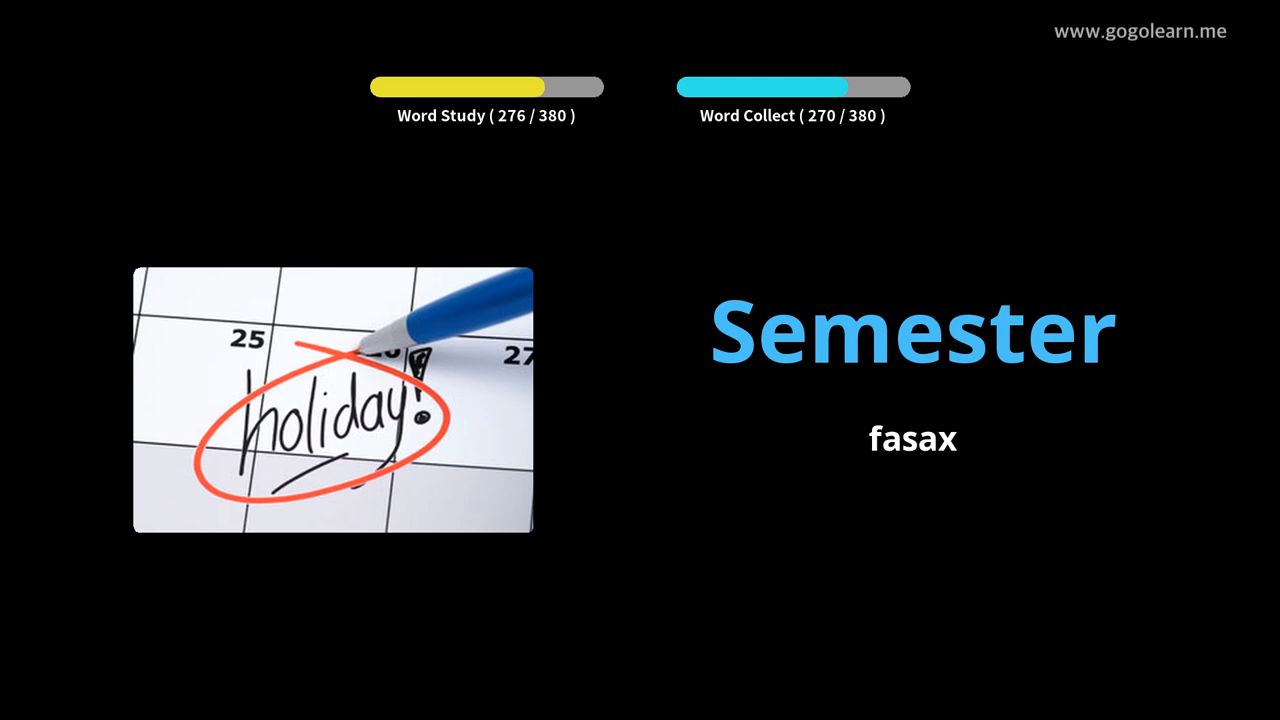 www.gogolearn.me
Word Study ( 276 / 380 )
Word Collect ( 270 / 380 )
25
27
holiday!
Semester
fasax